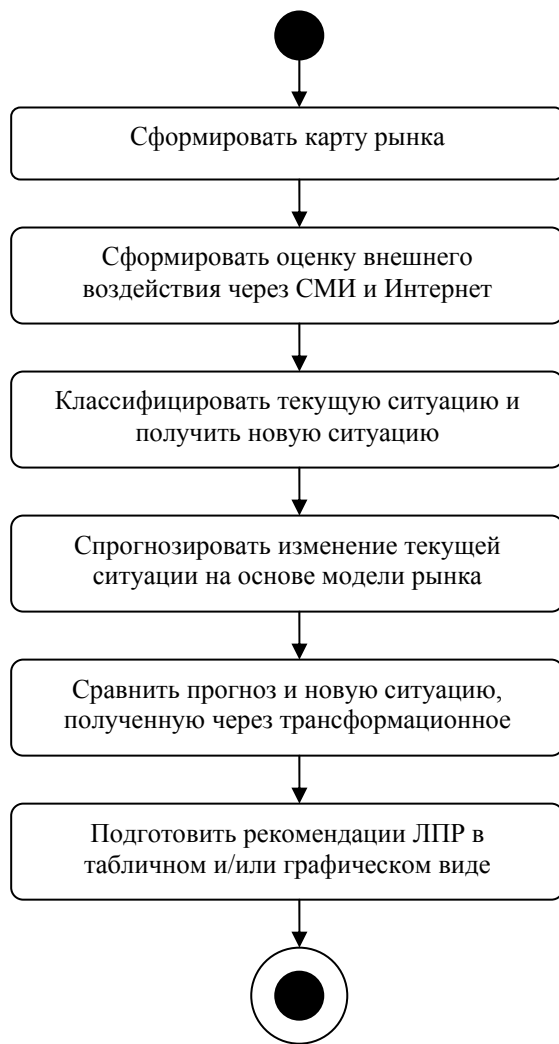 Сформировать карту рынка
Сформировать оценку внешнего
воздействия через СМИ и Интернет
Классифицировать текущую ситуацию и
получить новую ситуацию
Спрогнозировать изменение текущей
ситуации на основе модели рынка
Сравнить прогноз и новую ситуацию,
полученную через трансформационное
Подготовить рекомендации ЛПР в
табличном и/или графическом виде